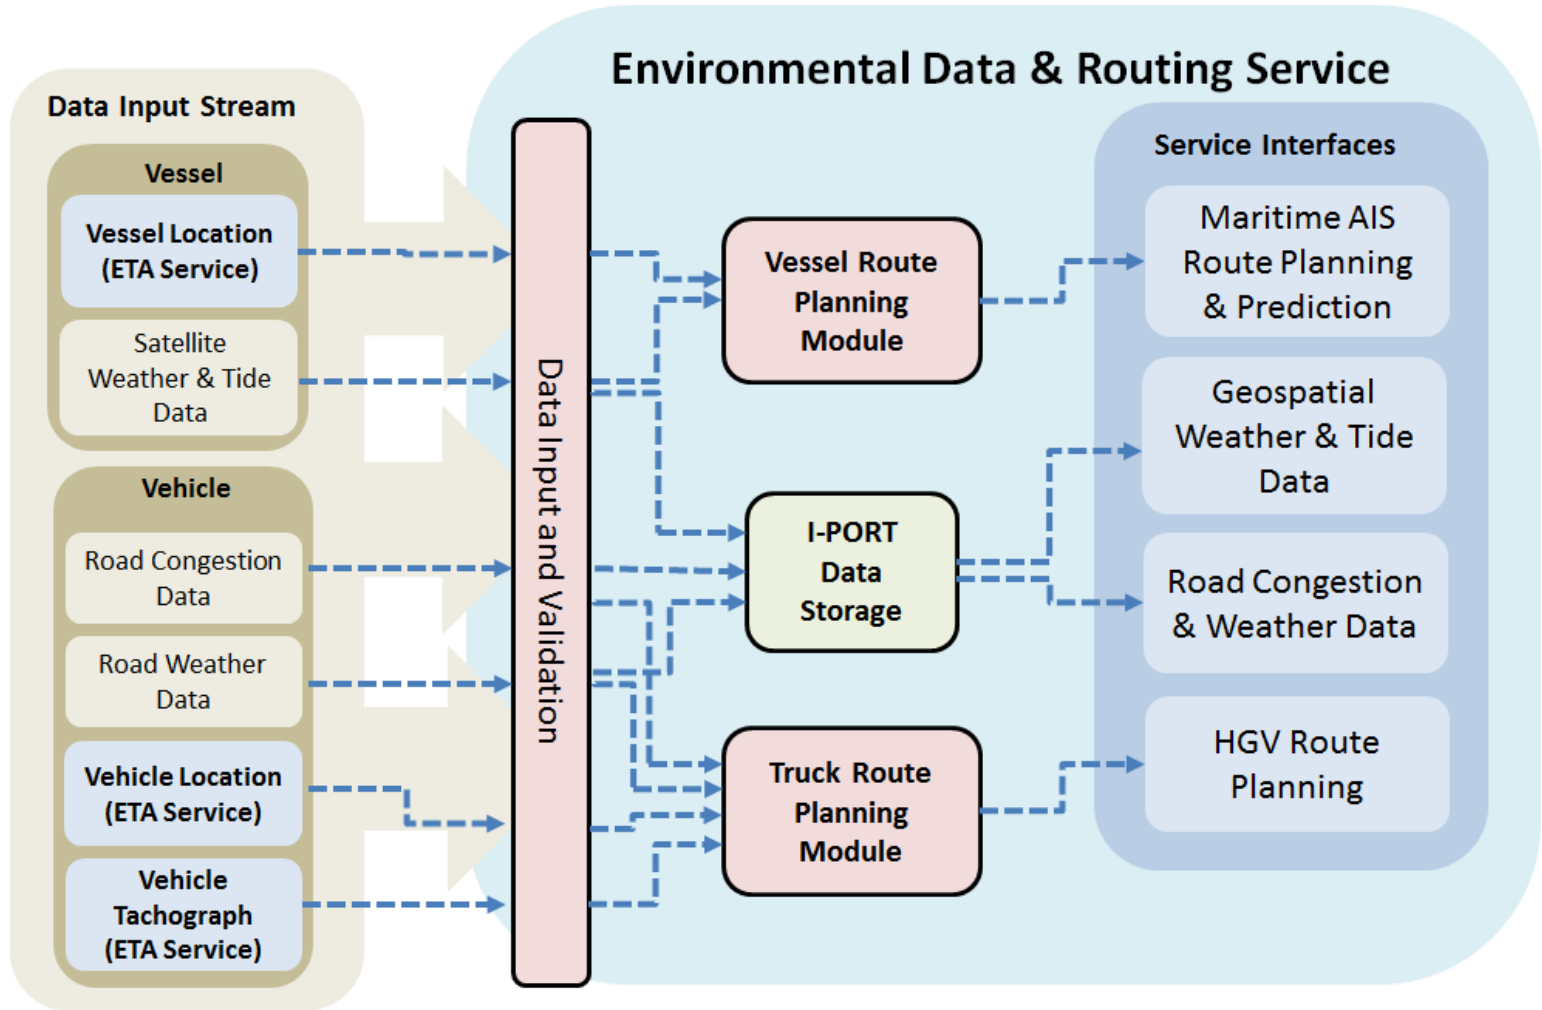 Environmental Data & Routing Service
Data Input Stream
Vessel
Vessel Location
(ETA Service)
Satellite
Weather & Tide
Data
Vehicle
Road Congestion
Data
Road Weather
Data
Vehicle Location
(ETA Service)
Vehicle
Tachograph
(ETA Service)
Data Input and Validation
Vessel Route
Planning
Module
I-PORT
Data
Storage
Truck Route
Planning
Module
Service Interfaces
Maritime AIS
Route Planning
& Prediction
Geospatial
Weather & Tide
Data
Road Congestion
& Weather Data
HGV Route
Planning